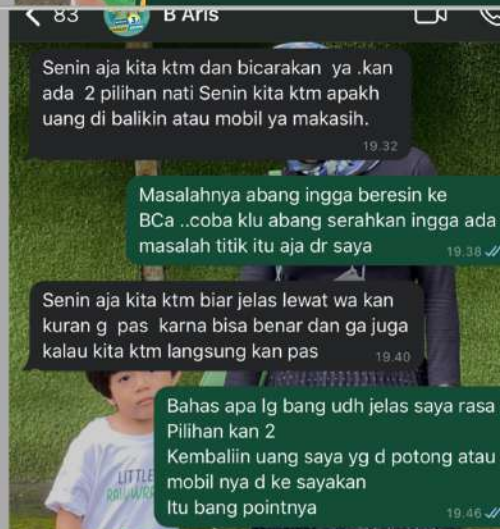 83
B Aris
Senin aja kita ktm dan bicarakan ya .kan
ada 2 pilihan nati Senin kita ktm apakh
uang di balikin atau mobil ya makasih.
19.32
Masalahnya abang ingga beresin ke
BCa ..coba klu abang serahkan ingga ada
masalah titik itu aja dr saya
19.38
Senin aja kita ktm biar jelas lewat wa kan
kuran g pas karna bisa benar dan ga juga
kalau kita ktm langsung kan pas
19.40
Bahas apa lg bang udh jelas saya rasa
Pilihan kan 2
Kembaliin uang saya yg d potong atau
mobil nya d ke sayakan
Itu bang pointnya
19.46
LITTLE